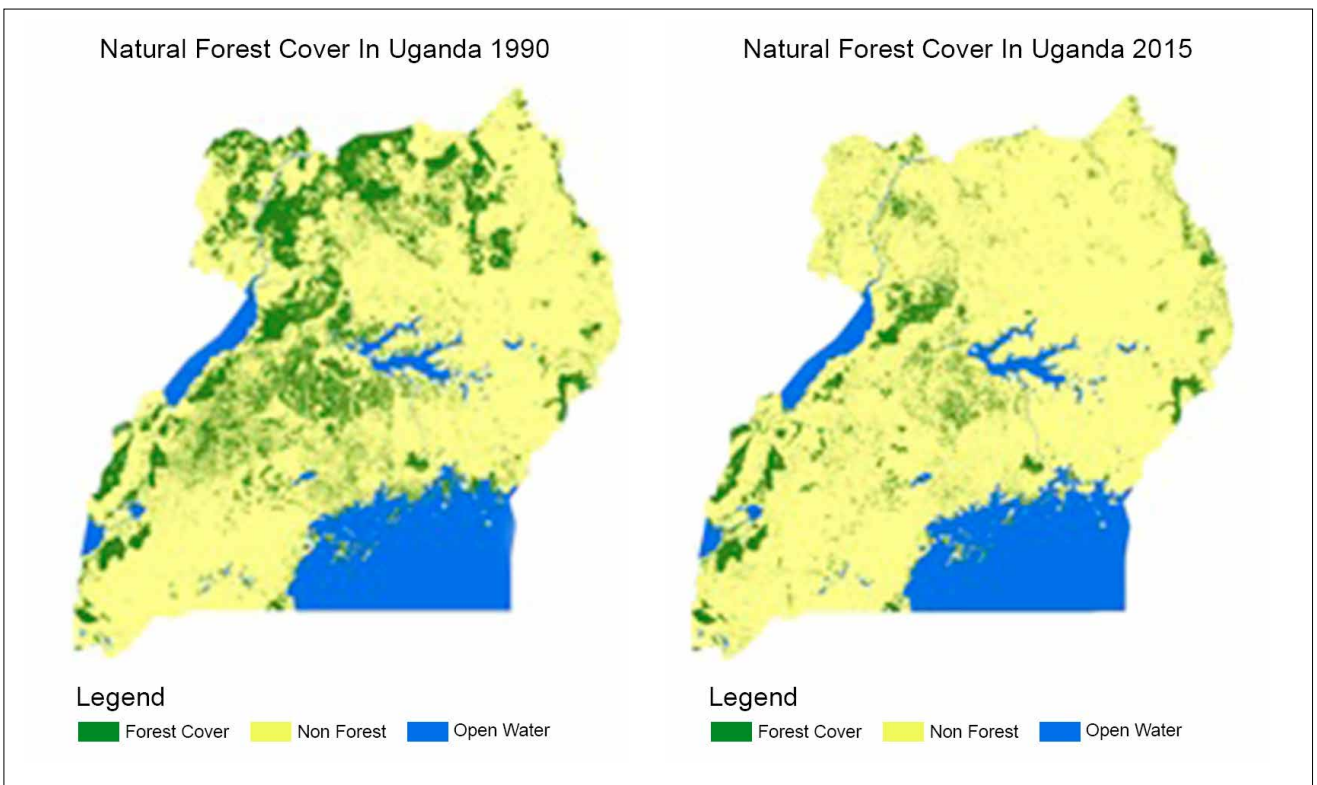 Natural Forest Cover In Uganda 1990
Legend
Forest Cover
Non Forest
Open Water
Natural Forest Cover In Uganda 2015
Legend
Forest Cover
Non Forest
Open Water